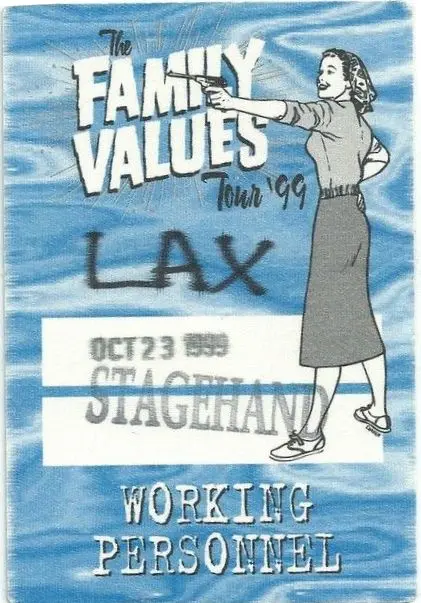 The
FAMILY
VALUES
Tour '99
LAX
OCT 23 1999
STAGEHAND
WORKING
PERSONNEL